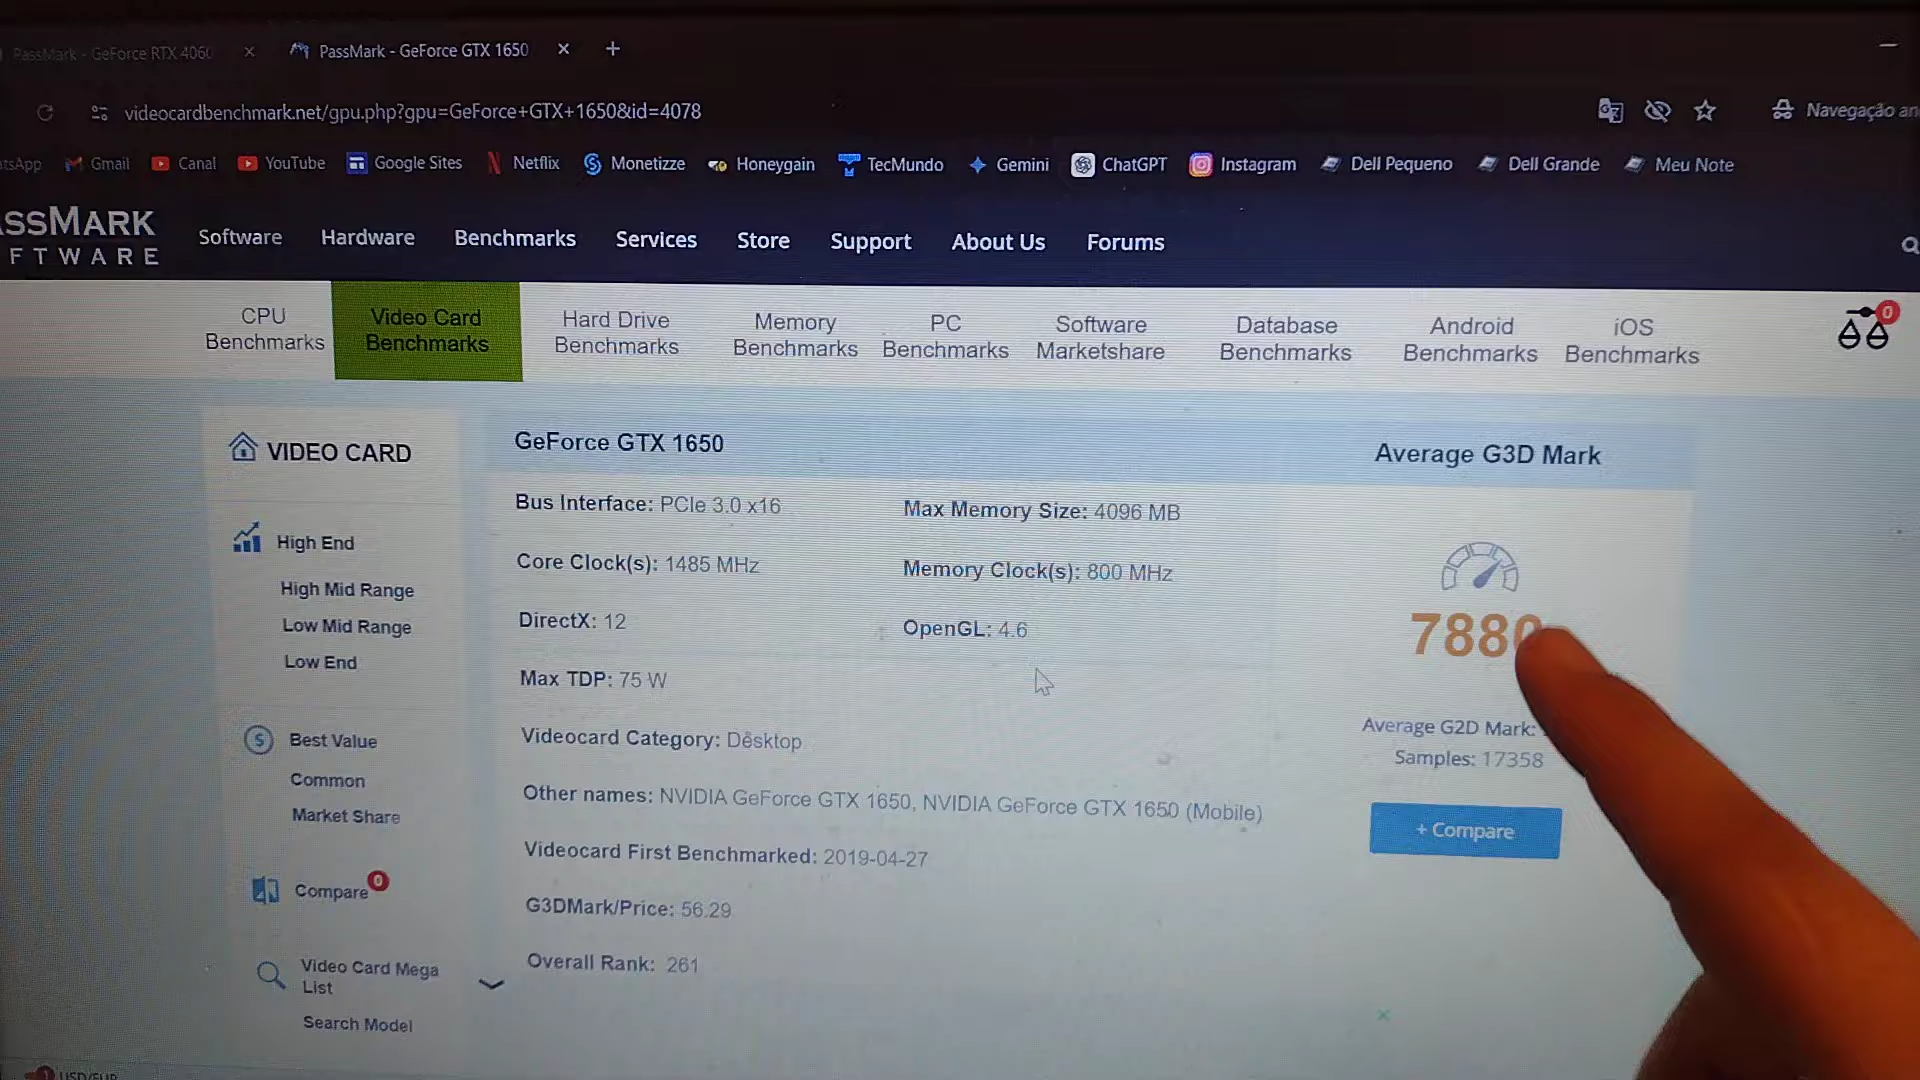 PassMark - GeForce RTX 4060
PassMark - GeForce GTX 1650
videocardbenchmark.net/gpu.php?gpu=GeForce+GTX+1650&id=4078
Navegação an
atsApp Gmail Canal YouTube Google Sites Netflix Monetizze Honeygain TecMundo Gemini ChatGPT Instagram Dell Pequeno Dell Grande Meu Note
ASSMARK
FTWARE
Software Hardware Benchmarks Services Store Support About Us Forums
CPU
Benchmarks
Video Card
Benchmarks
Hard Drive
Benchmarks
Memory
Benchmarks
PC
Benchmarks
Software
Marketshare
Database
Benchmarks
Android
Benchmarks
iOS
Benchmarks
0
VIDEO CARD
High End
High Mid Range
Low Mid Range
Low End
Best Value
Common
Market Share
Compare 0
Video Card Mega
List
Search Model
GeForce GTX 1650
Bus Interface: PCIe 3.0 x16
Max Memory Size: 4096 MB
Core Clock(s): 1485 MHz
Memory Clock(s): 800 MHz
DirectX: 12
OpenGL: 4.6
Max TDP: 75 W
Videocard Category: Desktop
Other names: NVIDIA GeForce GTX 1650, NVIDIA GeForce GTX 1650 (Mobile)
Videocard First Benchmarked: 2019-04-27
G3DMark/Price: 56.29
Overall Rank: 261
Average G3D Mark
7880
Average G2D Mark:
Samples: 17358
+ Compare
1
USD/EUR